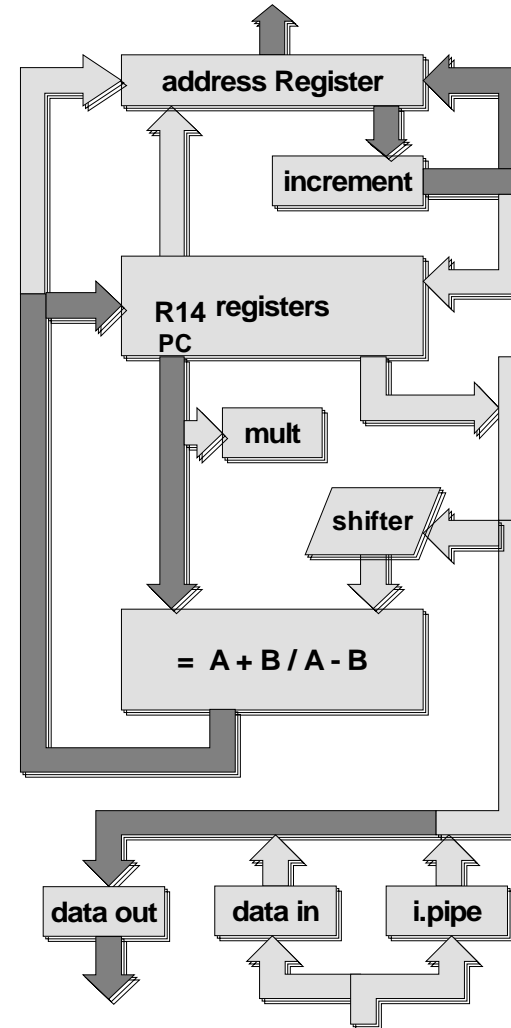 address Register
increment
R14 registers
PC
mult
shifter
= A + B / A - B
data out
data in
i.pipe